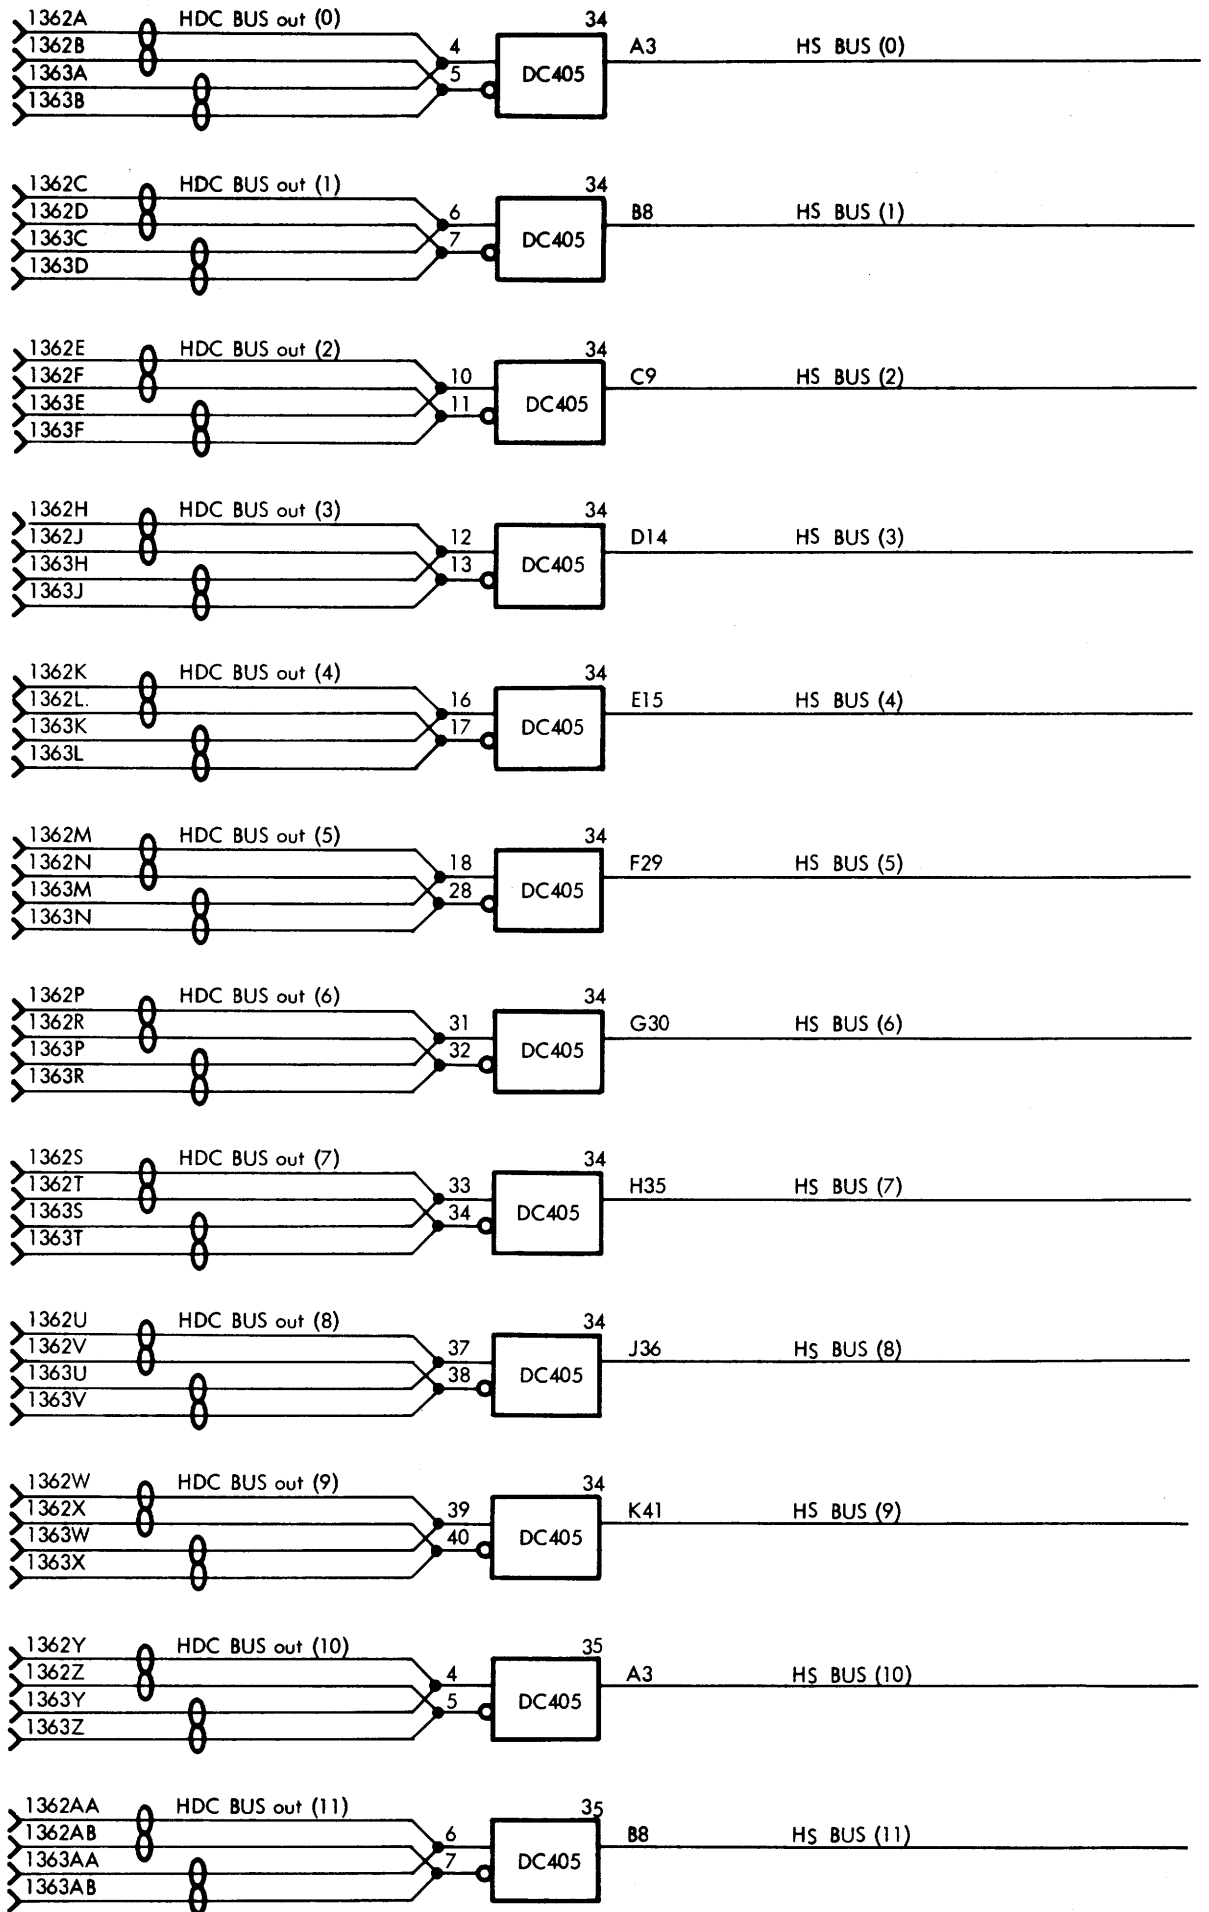 1362A HDC BUS out (0) 34
1362B 4 A3 HS BUS (0)
1363A 5 DC405
1363B
1362C HDC BUS out (1) 34
1362D 6 B8 HS BUS (1)
1363C 7 DC405
1363D
1362E HDC BUS out (2) 34
1362F 10 C9 HS BUS (2)
1363E 11 DC405
1363F
1362H HDC BUS out (3) 34
1362J 12 D14 HS BUS (3)
1363H 13 DC405
1363J
1362K HDC BUS out (4) 34
1362L. 16 E15 HS BUS (4)
1363K 17 DC405
1363L
1362M HDC BUS out (5) 34
1362N 18 F29 HS BUS (5)
1363M 28 DC405
1363N
1362P HDC BUS out (6) 34
1362R 31 G30 HS BUS (6)
1363P 32 DC405
1363R
1362S HDC BUS out (7) 34
1362T 33 H35 HS BUS (7)
1363S 34 DC405
1363T
1362U HDC BUS out (8) 34
1362V 37 J36 HS BUS (8)
1363U 38 DC405
1363V
1362W HDC BUS out (9) 34
1362X 39 K41 HS BUS (9)
1363W 40 DC405
1363X
1362Y HDC BUS out (10) 35
1362Z 4 A3 HS BUS (10)
1363Y 5 DC405
1363Z
1362AA HDC BUS out (11) 35
1362AB 6 B8 HS BUS (11)
1363AA 7 DC405
1363AB